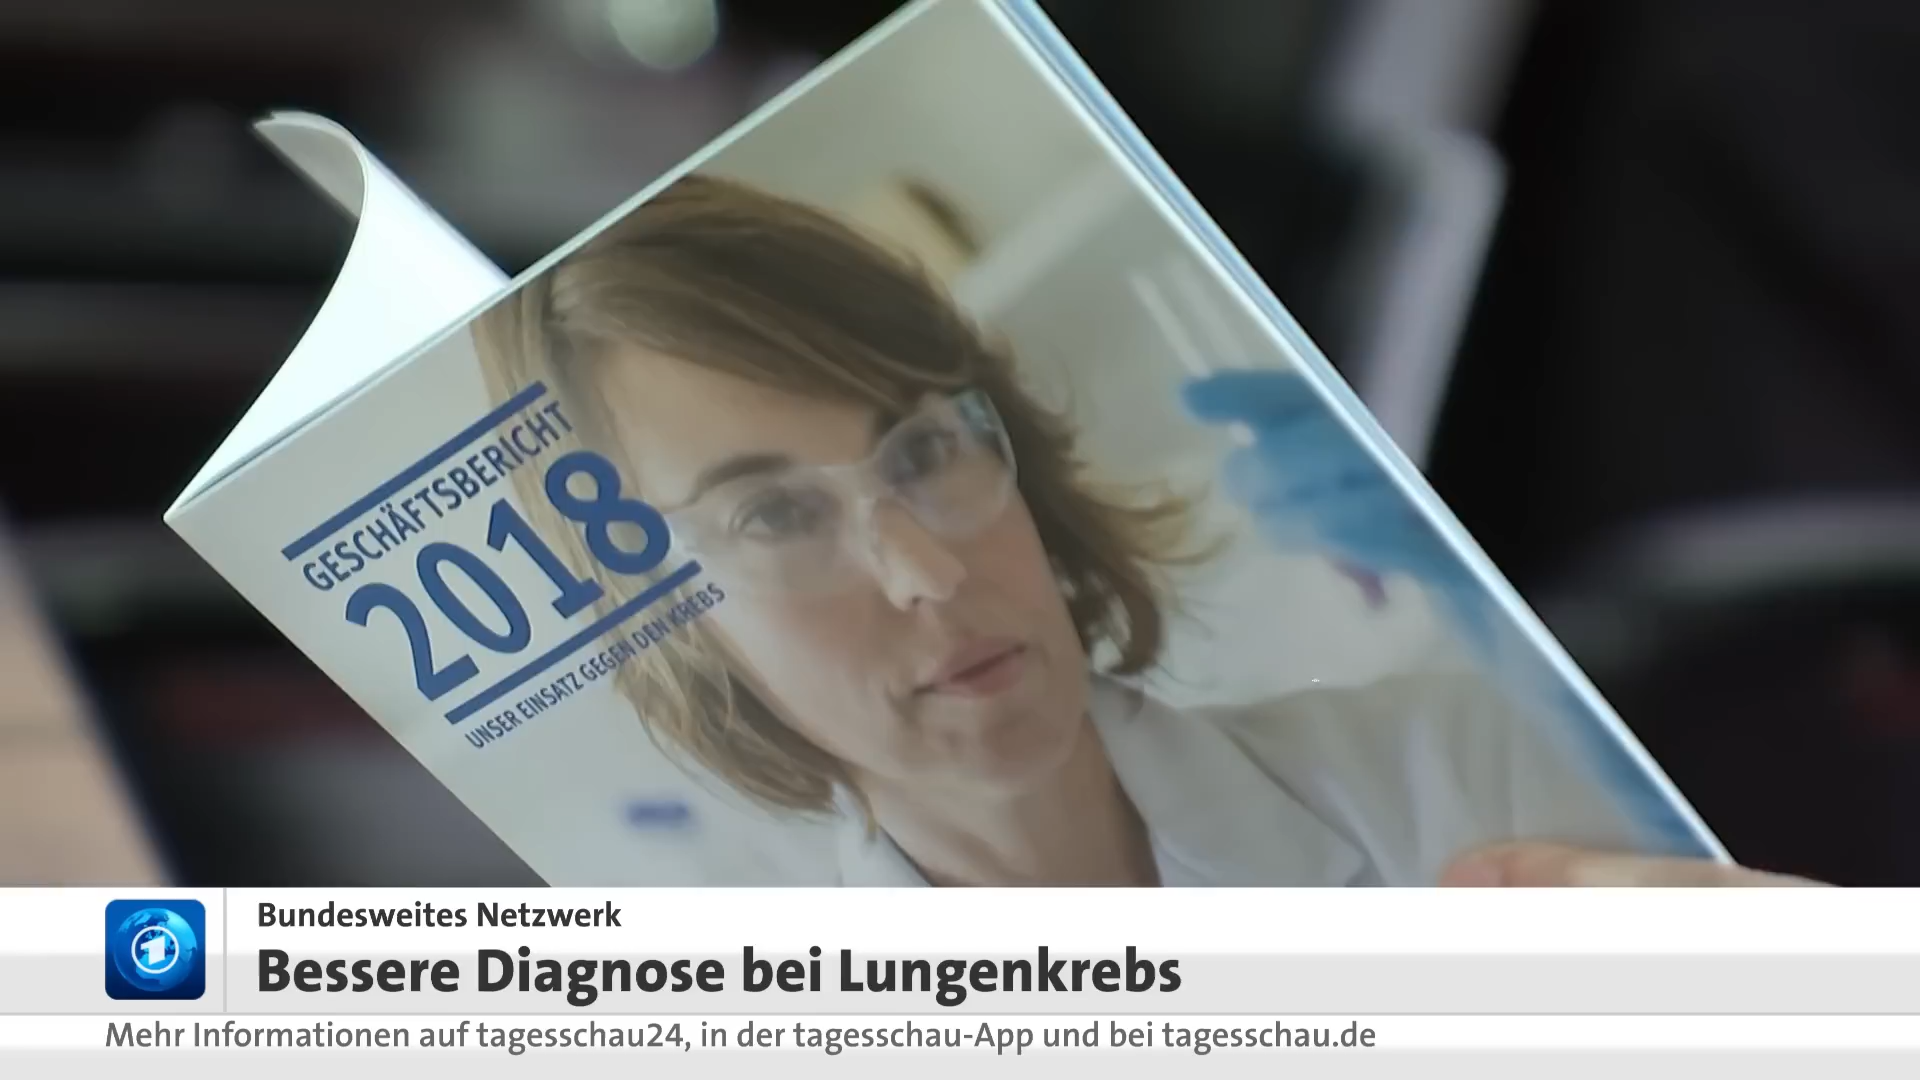 GESCHÄFTSBERICHT
2018
UNSER EINSATZ GEGEN DEN KREBS
1
Bundesweites Netzwerk
Bessere Diagnose bei Lungenkrebs
Mehr Informationen auf tagesschau24, in der tagesschau-App und bei tagesschau.de